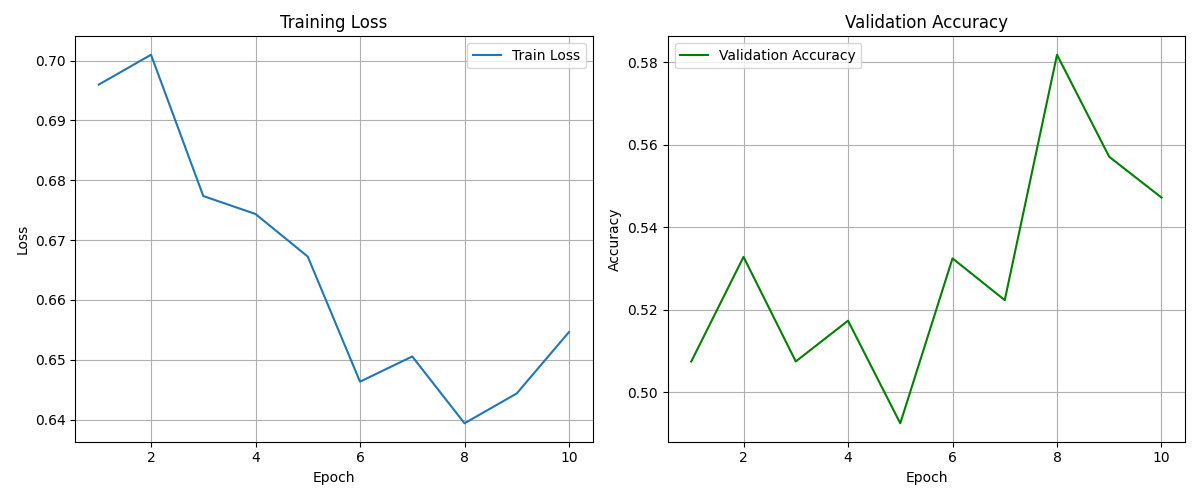 Training Loss
Train Loss
0.70
0.69
0.68
0.67
0.66
0.65
0.64
Loss
2 4 6 8 10
Epoch
Validation Accuracy
Validation Accuracy
0.58
0.56
0.54
0.52
0.50
Accuracy
2 4 6 8 10
Epoch